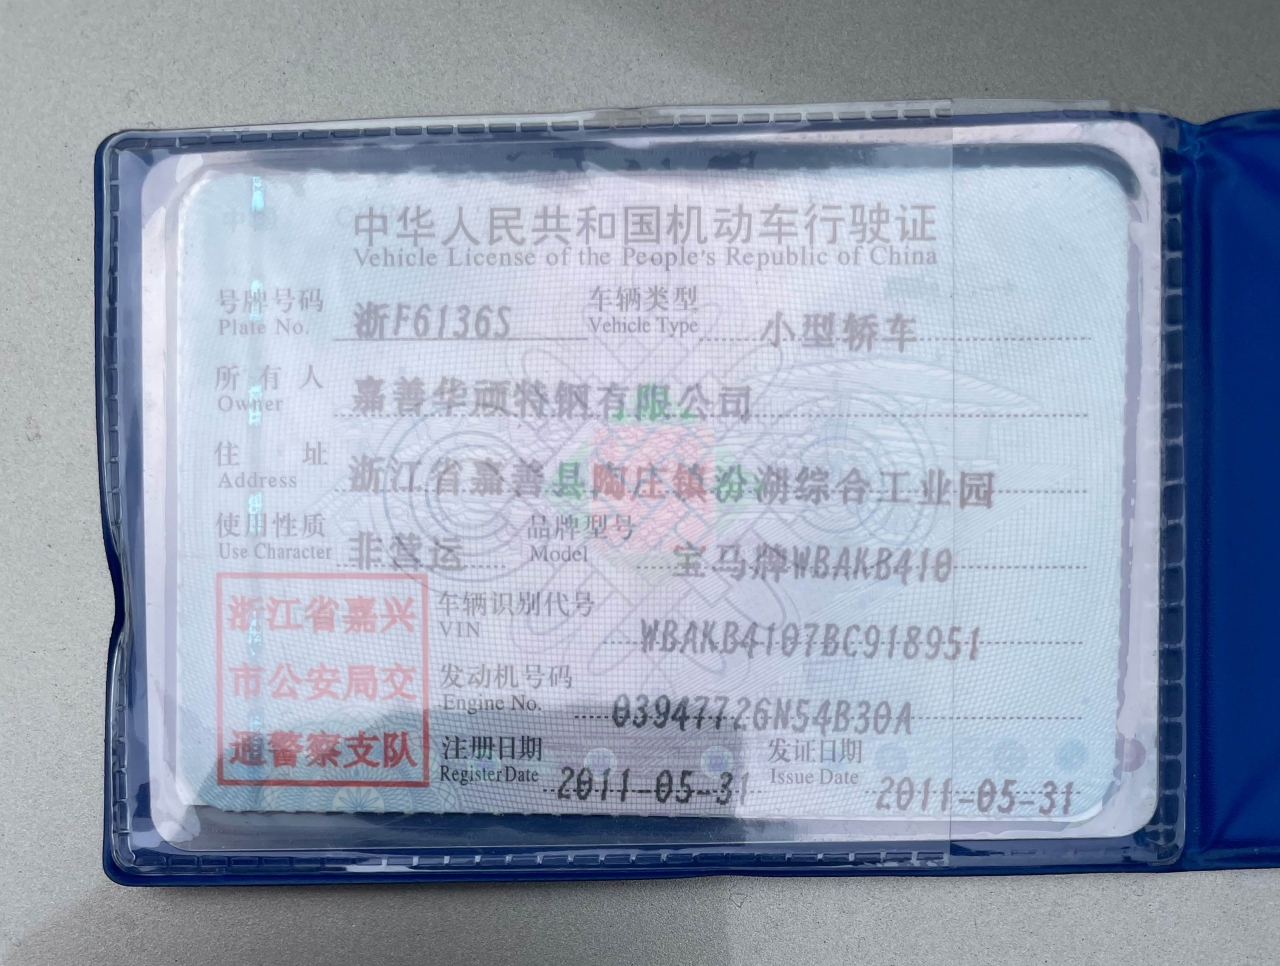 中华人民共和国机动车行驶证
Vehicle License of the People's Republic of China
号牌号码 浙F6136S 车辆类型 小型轿车
Plate No. Vehicle Type
所有人 嘉善华顽特钢有限公司
Owner
住址 浙江省嘉善县陶庄镇汾湖综合工业园
Address
使用性质 非营运 品牌型号 宝马牌WBAKB410
Use Character Model
浙江省嘉兴
市公安局交
通警察支队
车辆识别代号 WBAKB4107BC918951
VIN
发动机号码 03947726N54B30A
Engine No.
注册日期 2011-05-31 发证日期 2011-05-31
Register Date Issue Date